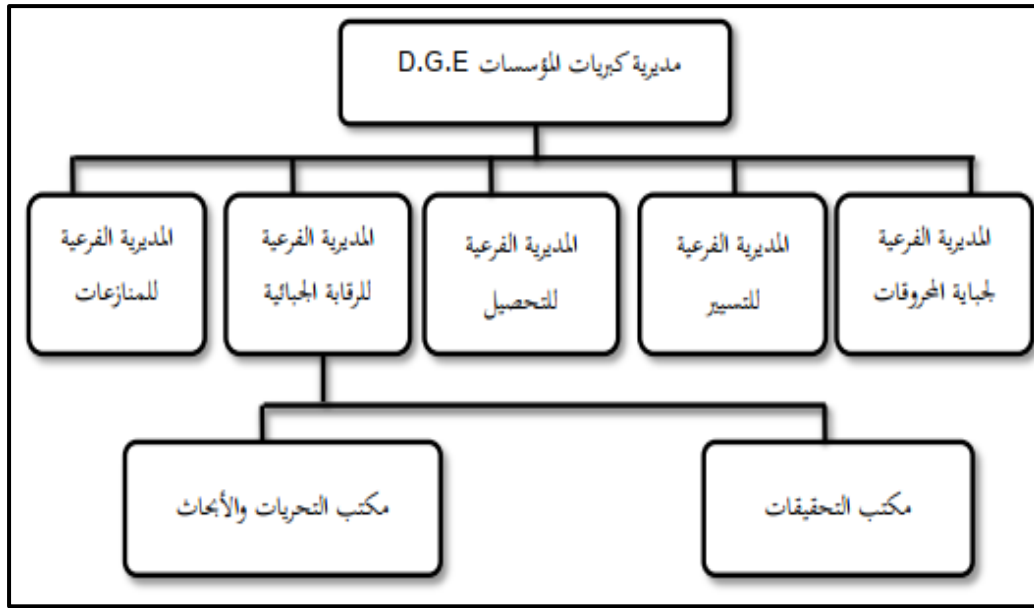 مديرية كبريات المؤسسات D.G.E
المديرية الفرعية
لجباية المحروقات
المديرية الفرعية
للتسيير
المديرية الفرعية
للتحصيل
المديرية الفرعية
للرقابة الجبائية
المديرية الفرعية
للمنازعات
مكتب التحقيقات
مكتب التحريات والأبحاث